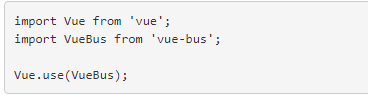 import Vue from 'vue';
import VueBus from 'vue-bus';
Vue.use(VueBus);